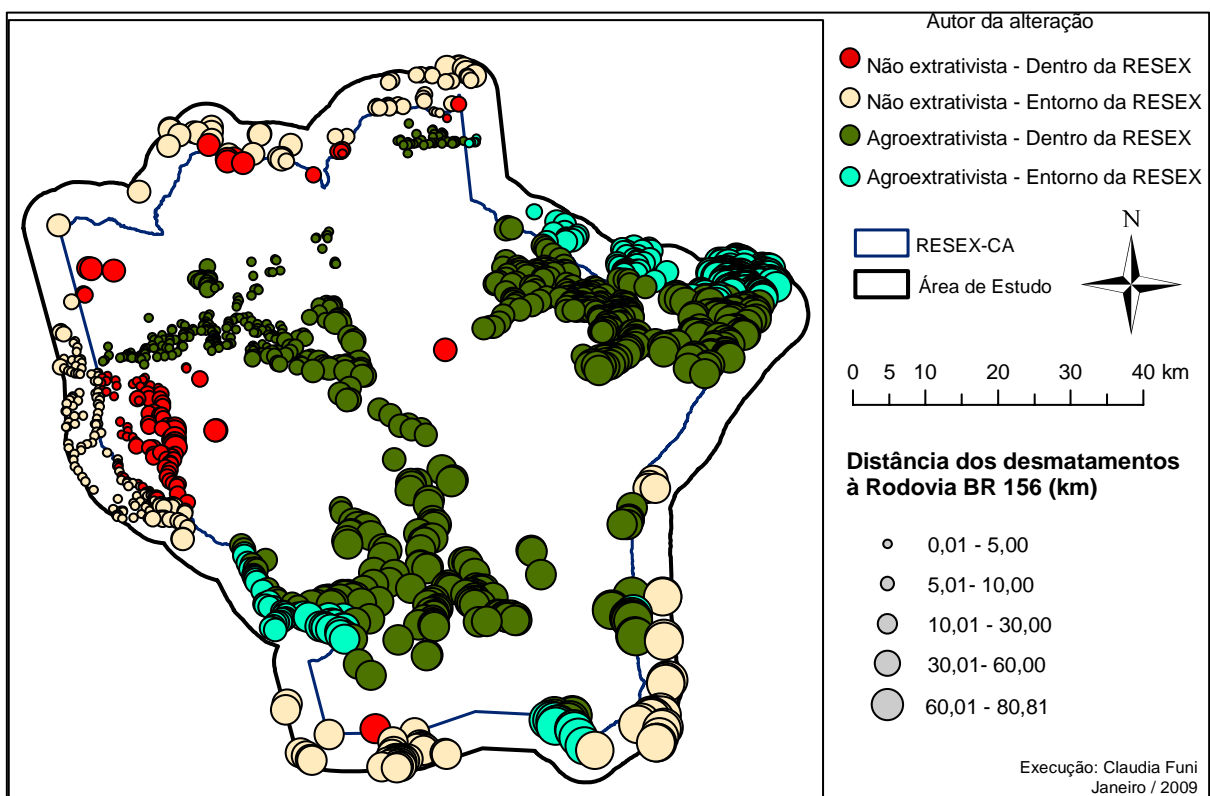 Autor da alteração
Não extrativista - Dentro da RESEX
Não extrativista - Entorno da RESEX
Agroextrativista - Dentro da RESEX
Agroextrativista - Entorno da RESEX
RESEX-CA
Área de Estudo
N
0 5 10 20 30 40 km
Distância dos desmatamentos
à Rodovia BR 156 (km)
0,01 - 5,00
5,01 - 10,00
10,01 - 30,00
30,01- 60,00
60,01 - 80,81
Execução: Claudia Funi
Janeiro / 2009